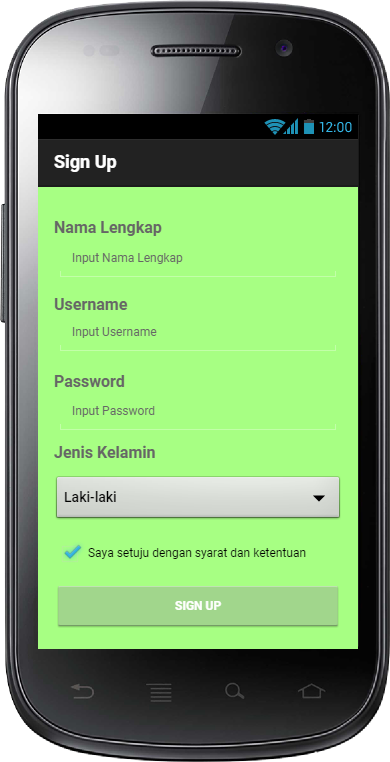 12:00
Sign Up
Nama Lengkap
Input Nama Lengkap
Username
Input Username
Password
Input Password
Jenis Kelamin
Laki-laki
Saya setuju dengan syarat dan ketentuan
SIGN UP